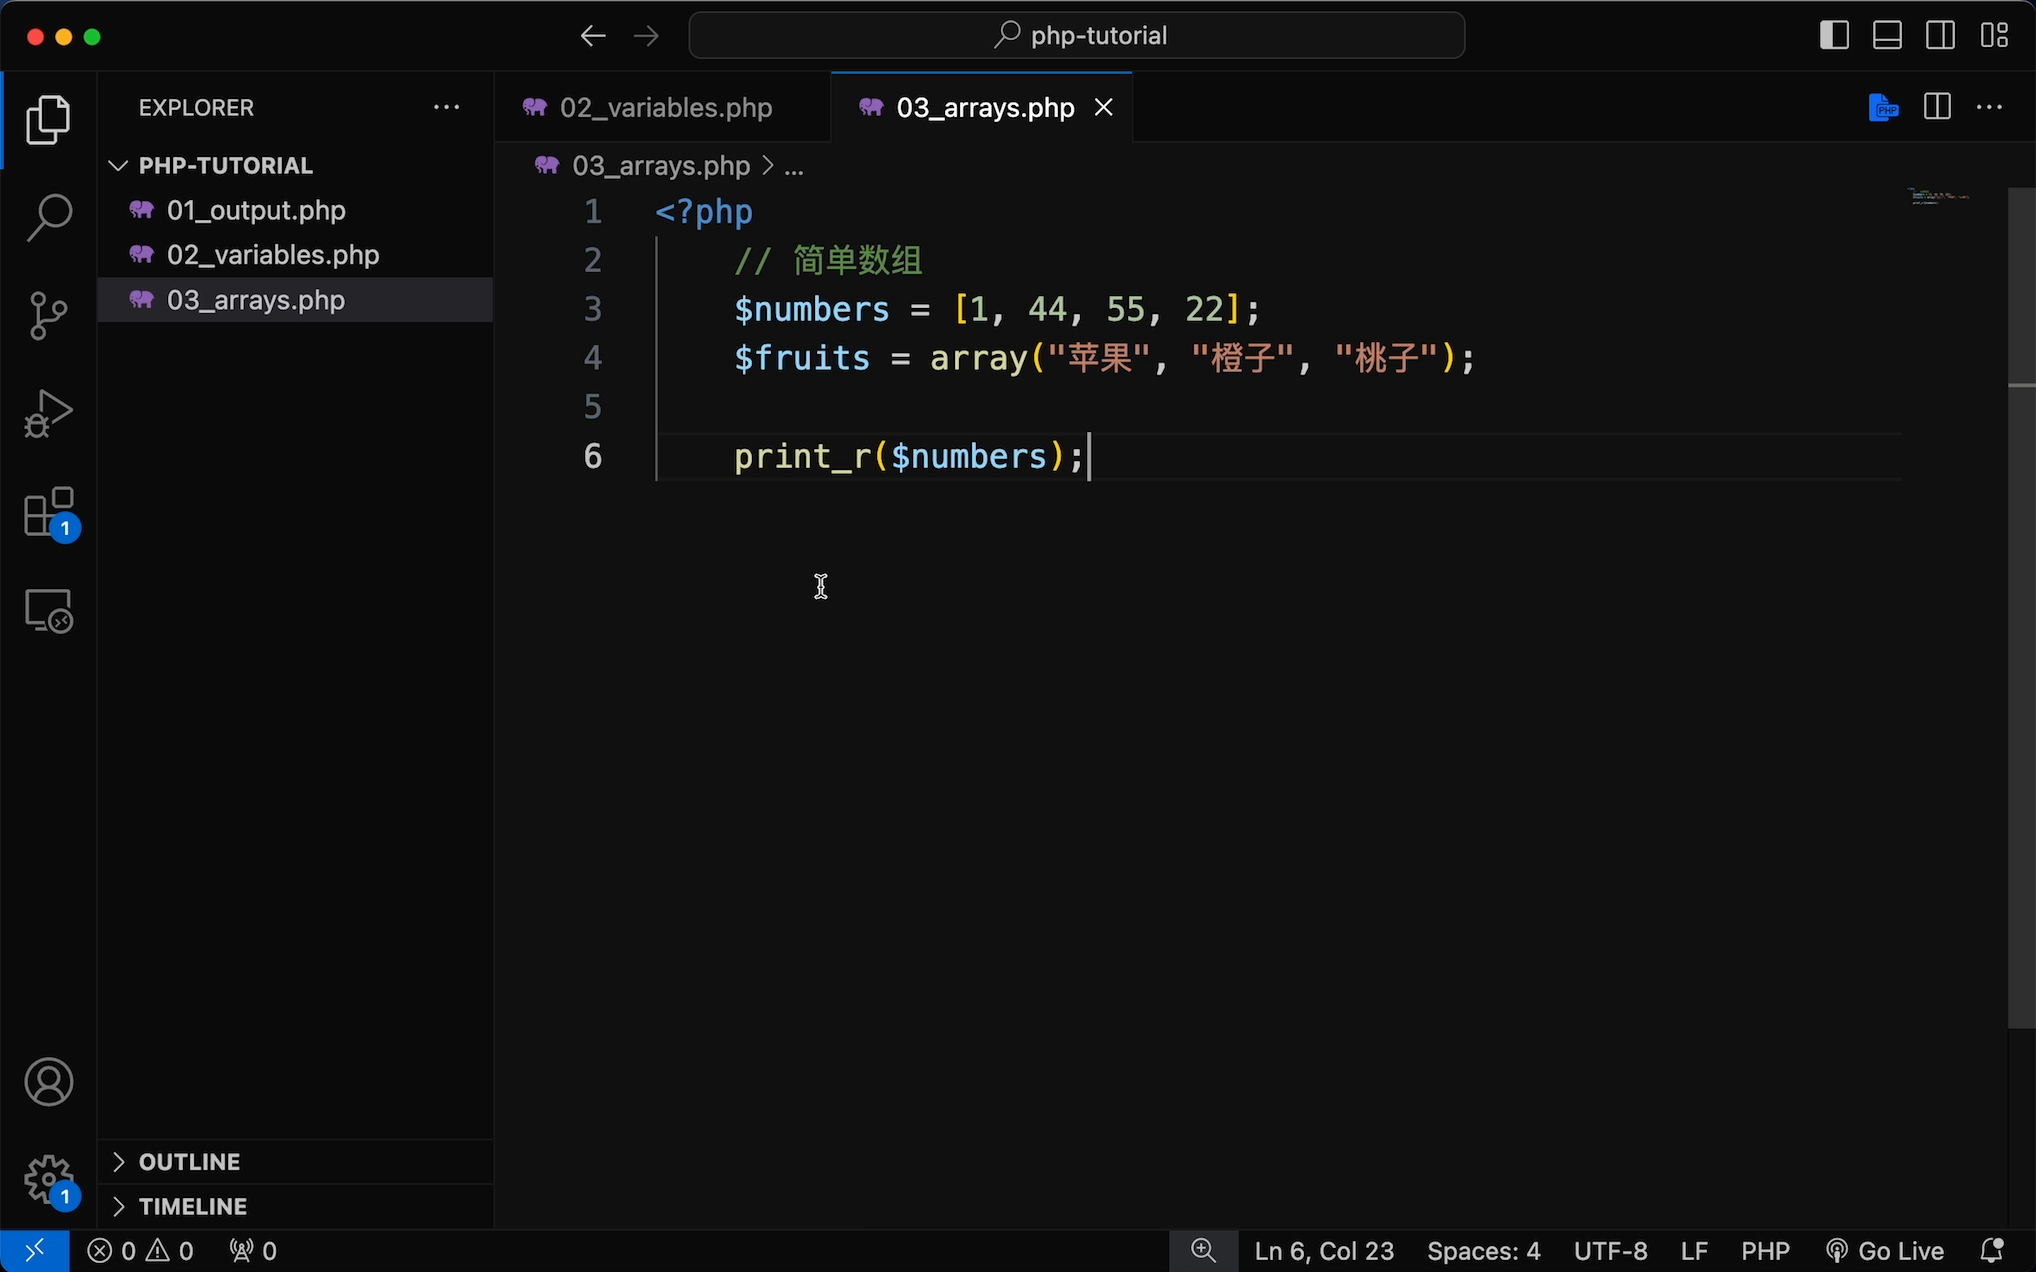 php-tutorial
EXPLORER
02_variables.php
03_arrays.php
PHP
PHP-TUTORIAL
01_output.php
02_variables.php
03_arrays.php
03_arrays.php > ...
1 <?php
2 // 简单数组
3 $numbers = [1, 44, 55, 22];
4 $fruits = array("苹果", "橙子", "桃子");
5
6 print_r($numbers);
1
1
OUTLINE
TIMELINE
0 0 0
Ln 6, Col 23 Spaces: 4 UTF-8 LF PHP Go Live